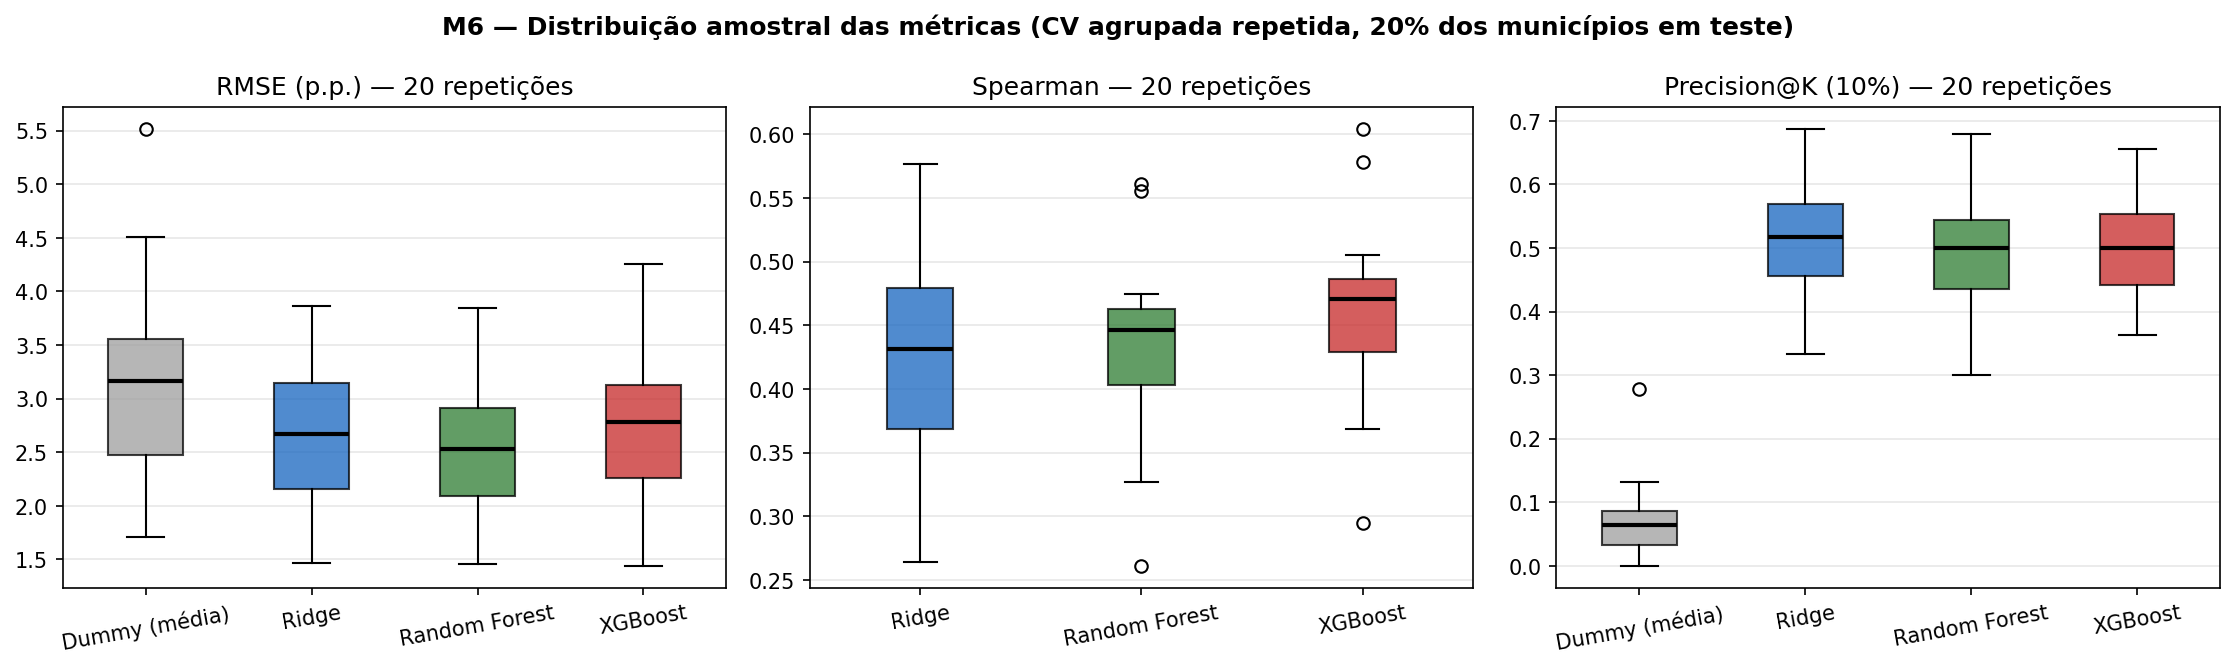 M6 — Distribuição amostral das métricas (CV agrupada repetida, 20% dos municípios em teste)
RMSE (p.p.) — 20 repetições
5.5
5.0
4.5
4.0
3.5
3.0
2.5
2.0
1.5
Dummy (média)
Ridge
Random Forest
XGBoost
Spearman — 20 repetições
0.60
0.55
0.50
0.45
0.40
0.35
0.30
0.25
Ridge
Random Forest
XGBoost
Precision@K (10%) — 20 repetições
0.7
0.6
0.5
0.4
0.3
0.2
0.1
0.0
Dummy (média)
Ridge
Random Forest
XGBoost